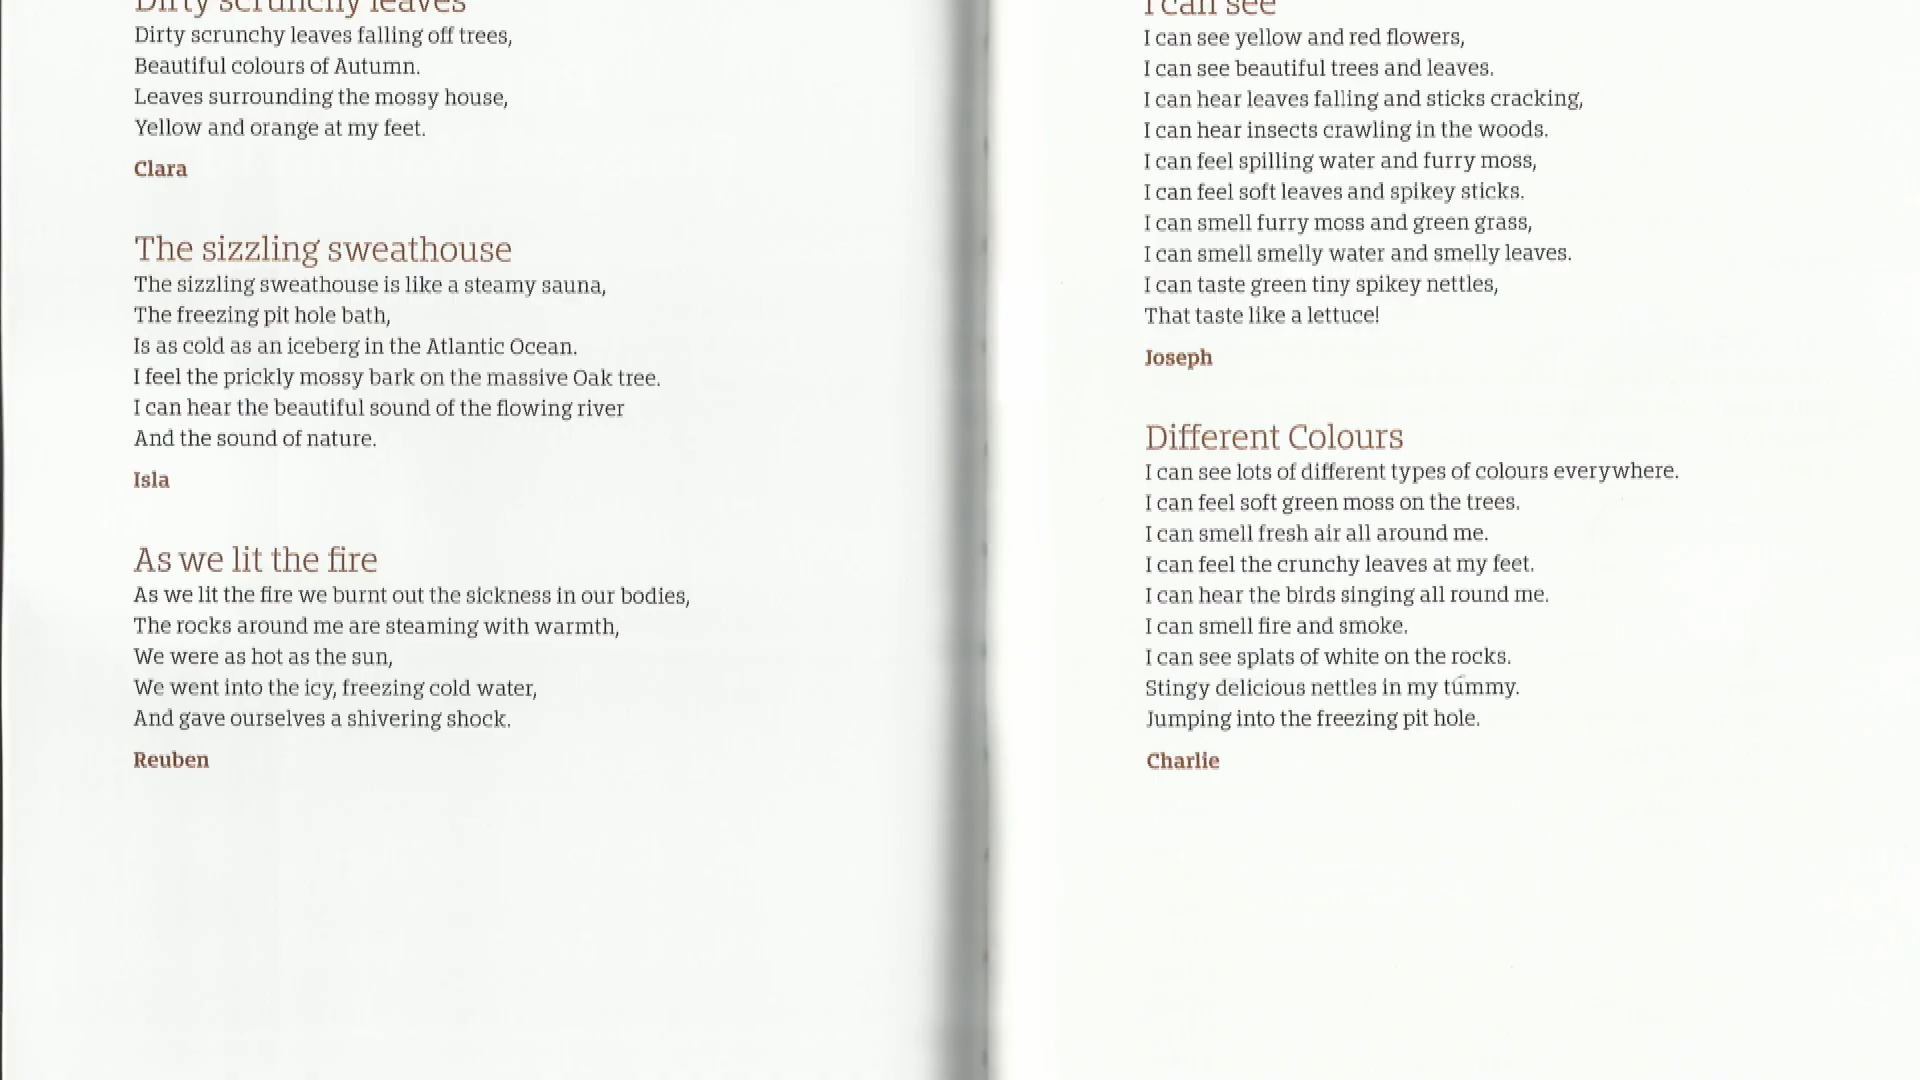 Dirty scrunchy leaves
Dirty scrunchy leaves falling off trees,
Beautiful colours of Autumn.
Leaves surrounding the mossy house,
Yellow and orange at my feet.
Clara
The sizzling sweathouse
The sizzling sweathouse is like a steamy sauna,
The freezing pit hole bath,
Is as cold as an iceberg in the Atlantic Ocean.
I feel the prickly mossy bark on the massive Oak tree.
I can hear the beautiful sound of the flowing river
And the sound of nature.
Isla
As we lit the fire
As we lit the fire we burnt out the sickness in our bodies,
The rocks around me are steaming with warmth,
We were as hot as the sun,
We went into the icy, freezing cold water,
And gave ourselves a shivering shock.
Reuben
I can see
I can see yellow and red flowers,
I can see beautiful trees and leaves.
I can hear leaves falling and sticks cracking,
I can hear insects crawling in the woods.
I can feel spilling water and furry moss,
I can feel soft leaves and spikey sticks.
I can smell furry moss and green grass,
I can smell smelly water and smelly leaves.
I can taste green tiny spikey nettles,
That taste like a lettuce!
Joseph
Different Colours
I can see lots of different types of colours everywhere.
I can feel soft green moss on the trees.
I can smell fresh air all around me.
I can feel the crunchy leaves at my feet.
I can hear the birds singing all round me.
I can smell fire and smoke.
I can see splats of white on the rocks.
Stingy delicious nettles in my tummy.
Jumping into the freezing pit hole.
Charlie